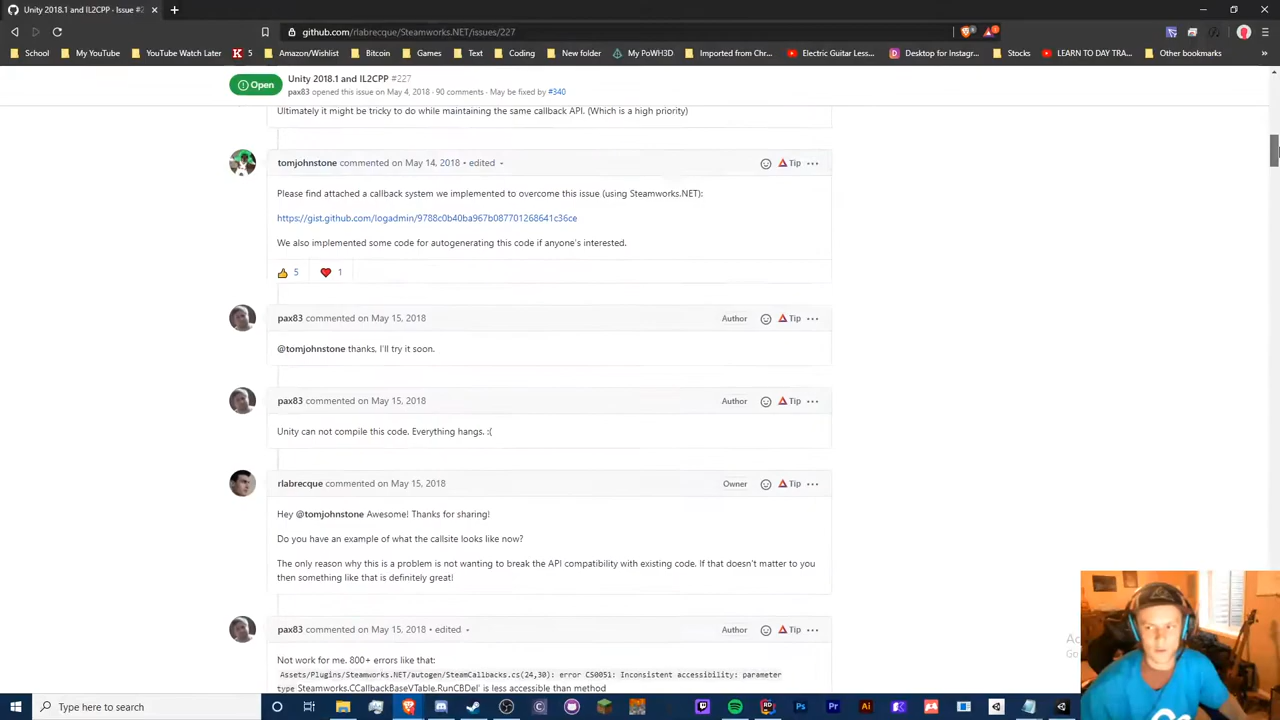 Unity 2018.1 and IL2CPP · Issue #2
github.com/rlabrecque/Steamworks.NET/issues/227
School
My YouTube
YouTube Watch Later
5
Amazon/Wishlist
Bitcoin
Games
Text
Coding
New folder
My PoWH3D
Imported from Chr...
Electric Guitar Less...
Desktop for Instagr...
Stocks
LEARN TO DAY TRA...
Other bookmarks
Open
Unity 2018.1 and IL2CPP #227
pax83 opened this issue on May 4, 2018 · 90 comments · May be fixed by #340
Ultimately it might be tricky to do while maintaining the same callback API. (Which is a high priority)
tomjohnstone commented on May 14, 2018 • edited
Tip
Please find attached a callback system we implemented to overcome this issue (using Steamworks.NET):
https://gist.github.com/logadmin/9788c0b40ba967b087701268641c36ce
We also implemented some code for autogenerating this code if anyone's interested.
5
1
pax83 commented on May 15, 2018
Author
Tip
@tomjohnstone thanks, I'll try it soon.
pax83 commented on May 15, 2018
Author
Tip
Unity can not compile this code. Everything hangs. :(
rlabrecque commented on May 15, 2018
Owner
Tip
Hey @tomjohnstone Awesome! Thanks for sharing!
Do you have an example of what the callsite looks like now?
The only reason why this is a problem is not wanting to break the API compatibility with existing code. If that doesn't matter to you
then something like that is definitely great!
pax83 commented on May 15, 2018 • edited
Author
Tip
Not work for me. 800+ errors like that:
Assets/Plugins/Steamworks.NET/autogen/SteamCallbacks.cs(24,30): error CS0051: Inconsistent accessibility: parameter
type Steamworks.CCallbackBaseVTable.RunCBDel' is less accessible than method
Type here to search